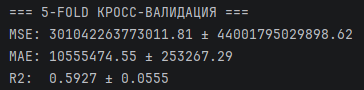 === 5-FOLD КРОСС-ВАЛИДАЦИЯ ===
MSE: 301042263773011.81 ± 44001795029898.62
MAE: 10555474.55 ± 253267.29
R2:  0.5927 ± 0.0555